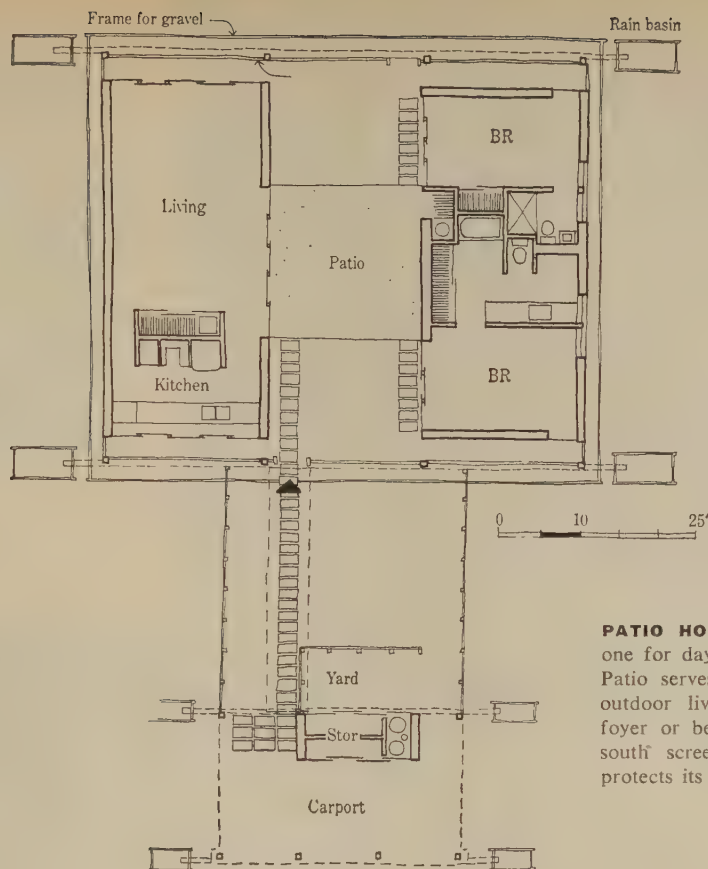 Frame for gravel
Rain basin
BR
Living
Patio
Kitchen
BR
0 10 25'
PATIO HO
one for day
Patio serves
outdoor liv
foyer or be
south scree
protects its
Yard
Stor
Carport